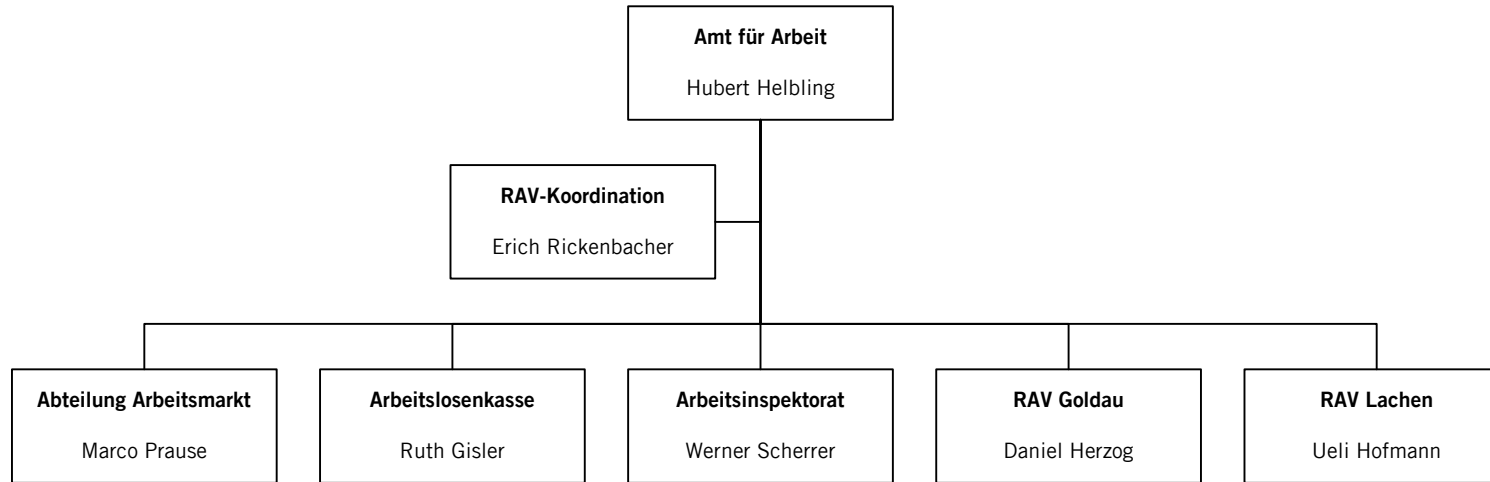 Amt für Arbeit
Hubert Helbling
RAV-Koordination
Erich Rickenbacher
Abteilung Arbeitsmarkt
Marco Prause
Arbeitslosenkasse
Ruth Gisler
Arbeitsinspektorat
Werner Scherrer
RAV Goldau
Daniel Herzog
RAV Lachen
Ueli Hofmann